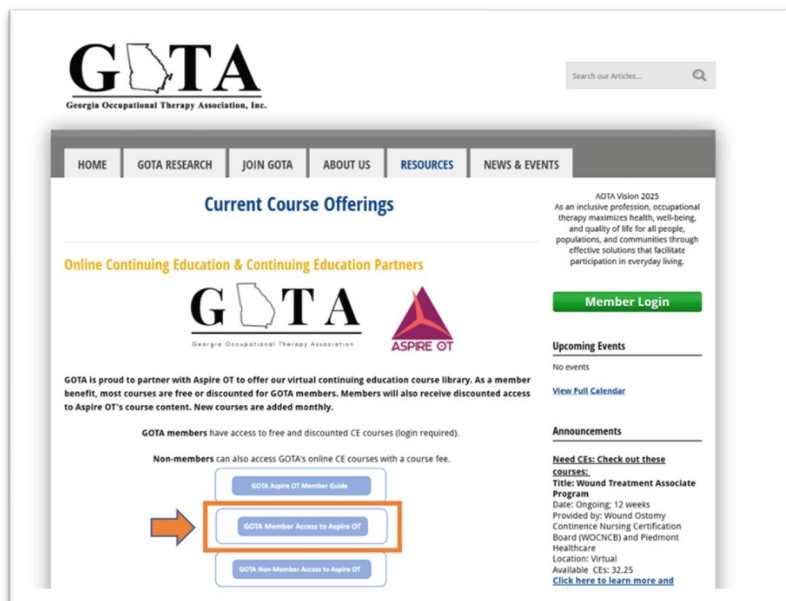 GOTA
Georgia Occupational Therapy Association, Inc.
Search our Articles...
HOME
GOTA RESEARCH
JOIN GOTA
ABOUT US
RESOURCES
NEWS & EVENTS
Current Course Offerings
Online Continuing Education & Continuing Education Partners
GOTA
Georgia Occupational Therapy Association
ASPIRE OT
GOTA is proud to partner with Aspire OT to offer our virtual continuing education course library. As a member
benefit, most courses are free or discounted for GOTA members. Members will also receive discounted access
to Aspire OT's course content. New courses are added monthly.
GOTA members have access to free and discounted CE courses (login required).
Non-members can also access GOTA's online CE courses with a course fee.
GOTA Aspire OT Member Guide
GOTA Member Access to Aspire OT
GOTA Non-Member Access to Aspire OT
AOTA Vision 2025
As an inclusive profession, occupational
therapy maximizes health, well-being,
and quality of life for all people,
populations, and communities through
effective solutions that facilitate
participation in everyday living.
Member Login
Upcoming Events
No events
View Full Calendar
Announcements
Need CEs: Check out these
courses:
Title: Wound Treatment Associate
Program
Date: Ongoing; 12 weeks
Provided by: Wound Ostomy
Continence Nursing Certification
Board (WOCNCB) and Piedmont
Healthcare
Location: Virtual
Available CEs: 32.25
Click here to learn more and